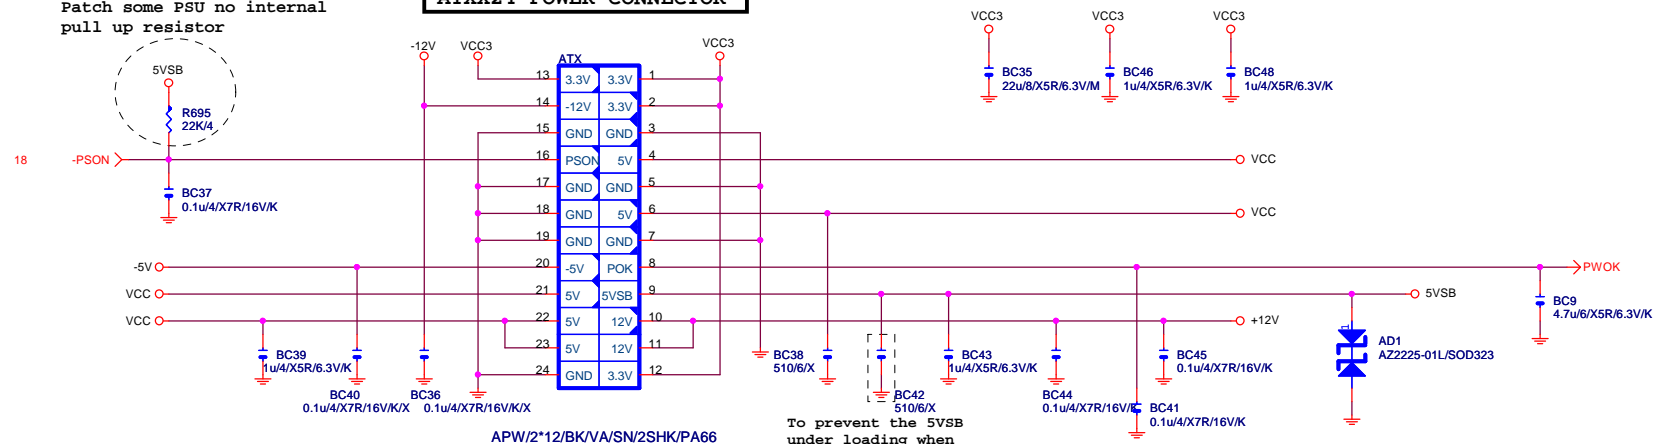 Patch some PSU no internal
pull up resistor
ATXX24 POWER CONNECTOR
5VSB
R695
22K/4
18 -PSON
BC37
0.1u/4/X7R/16V/K
-12V
VCC3
VCC3
ATX
13 3.3V 3.3V 1
14 -12V 3.3V 2
15 GND GND 3
16 PSON 5V 4
17 GND GND 5
18 GND 5V 6
19 GND GND 7
20 -5V POK 8
21 5V 5VSB 9
22 5V 12V 10
23 5V 12V 11
24 GND 3.3V 12
VCC3
BC35
22u/8/X5R/6.3V/M
VCC3
BC46
1u/4/X5R/6.3V/K
VCC3
BC48
1u/4/X5R/6.3V/K
VCC
VCC
PWOK
5VSB
+12V
-5V
VCC
VCC
BC39
1u/4/X5R/6.3V/K
BC40
0.1u/4/X7R/16V/K/X
BC36
0.1u/4/X7R/16V/K/X
BC38
510/6/X
BC42
510/6/X
BC43
1u/4/X5R/6.3V/K
BC44
0.1u/4/X7R/16V/K
BC45
0.1u/4/X7R/16V/K
BC41
0.1u/4/X7R/16V/K
1
AD1
AZ2225-01L/SOD323
BC9
4.7u/6/X5R/6.3V/K
APW/2*12/BK/VA/SN/2SHK/PA66
To prevent the 5VSB
under loading when